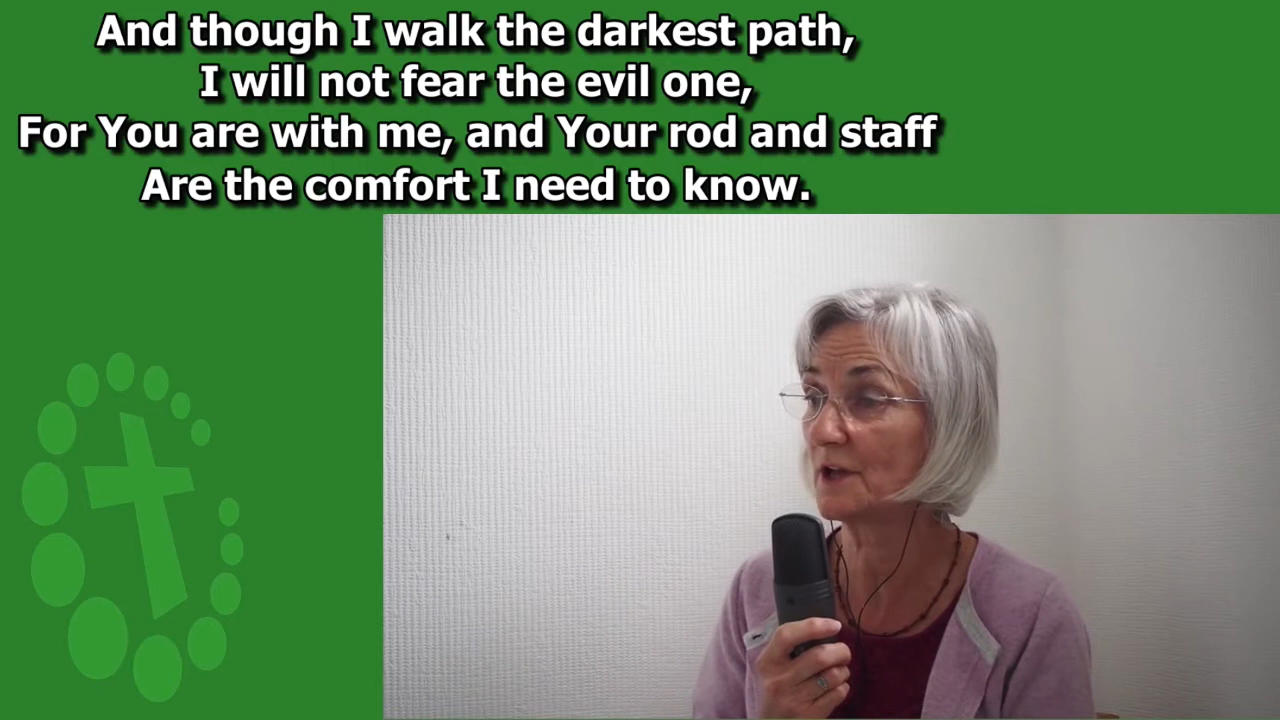 And though I walk the darkest path,
I will not fear the evil one,
For You are with me, and Your rod and staff
Are the comfort I need to know.